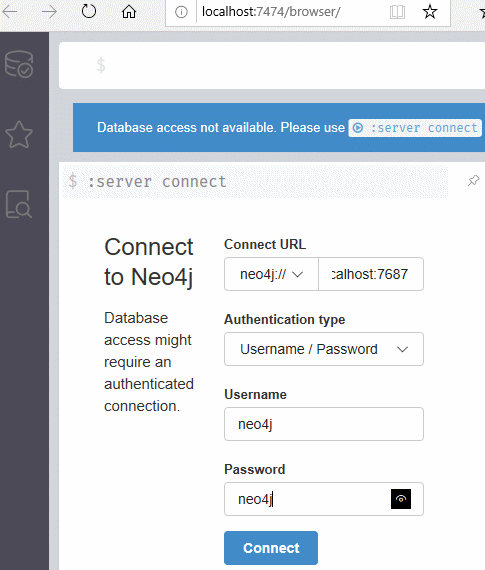 localhost:7474/browser/
$
Database access not available. Please use :server connect
$ :server connect
Connect
to Neo4j
Database
access might
require an
authenticated
connection.
Connect URL
neo4j:// calhost:7687
Authentication type
Username / Password
Username
neo4j
Password
neo4j
Connect